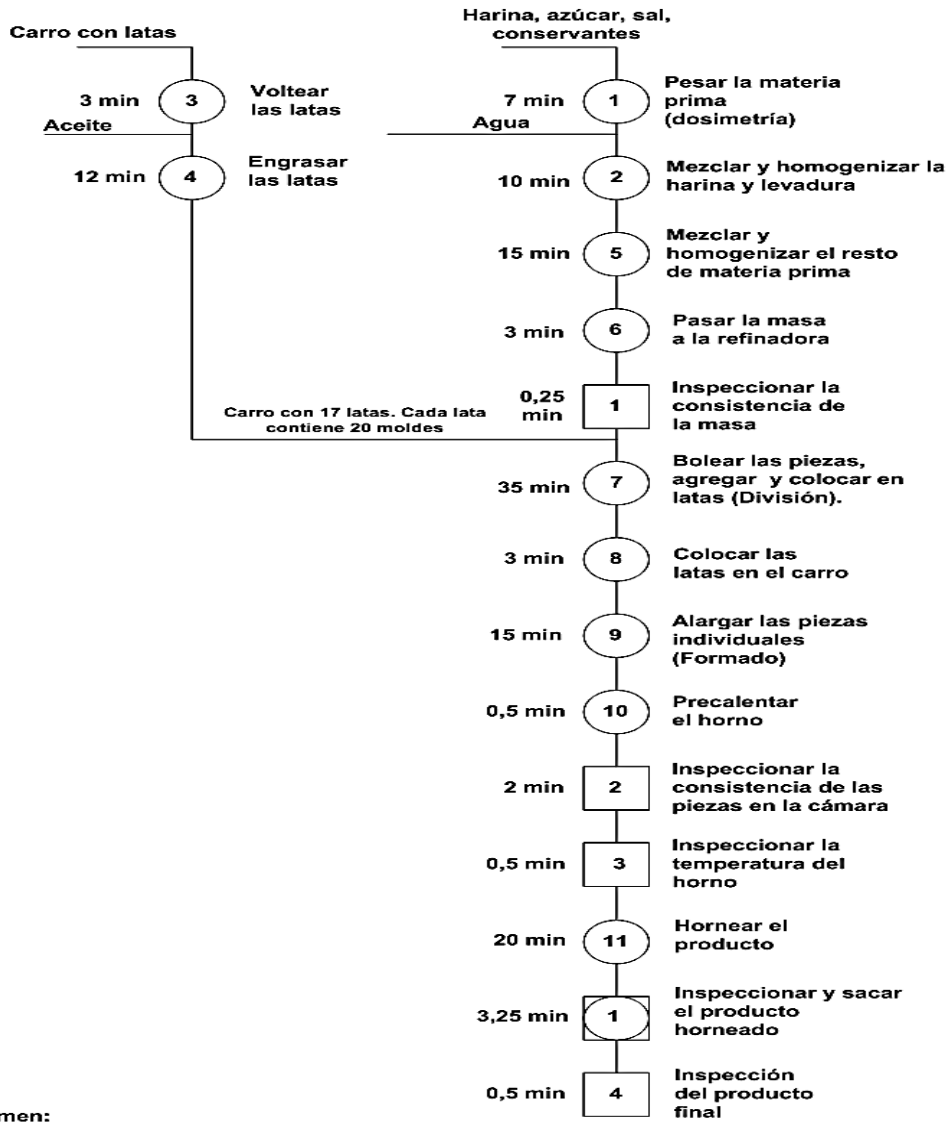 Carro con latas
3 min
3
Voltear
las latas
Aceite
12 min
4
Engrasar
las latas
Harina, azúcar, sal,
conservantes
7 min
1
Pesar la materia
prima
(dosimetría)
Agua
10 min
2
Mezclar y homogenizar la
harina y levadura
15 min
5
Mezclar y
homogenizar el resto
de materia prima
3 min
6
Pasar la masa
a la refinadora
0,25
min
1
Inspeccionar la
consistencia de
la masa
Carro con 17 latas. Cada lata
contiene 20 moldes
35 min
7
Bolear las piezas,
agregar y colocar en
latas (División).
3 min
8
Colocar las
latas en el carro
15 min
9
Alargar las piezas
individuales
(Formado)
0,5 min
10
Precalentar
el horno
2 min
2
Inspeccionar la
consistencia de las
piezas en la cámara
0,5 min
3
Inspeccionar la
temperatura del
horno
20 min
11
Hornear el
producto
3,25 min
1
Inspeccionar y sacar
el producto
horneado
0,5 min
4
Inspección
del producto
final
men: